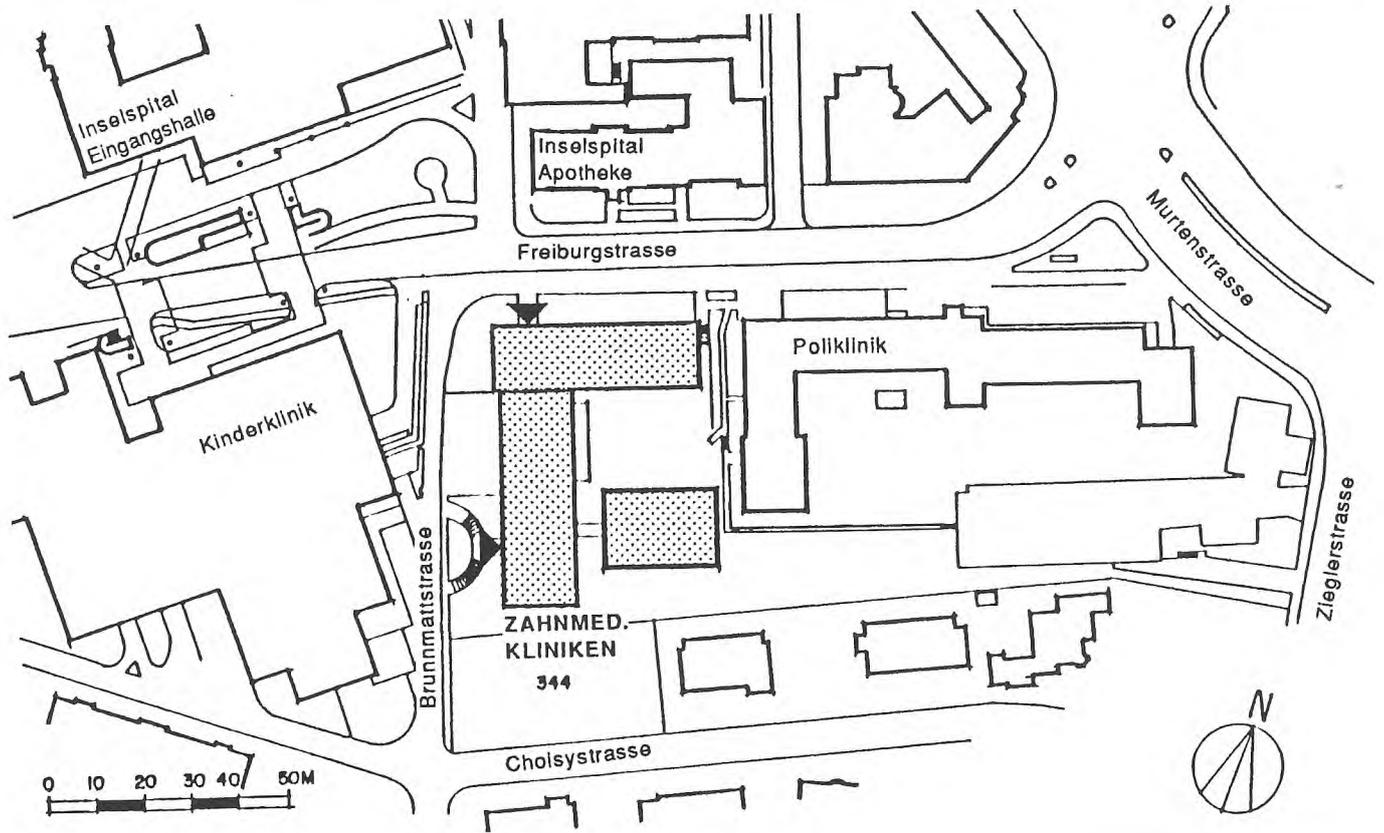 Inselspital
Eingangshalle
Inselspital
Apotheke
Murtenstrasse
Freiburgstrasse
Poliklinik
Kinderklinik
Zieglerstrasse
Brunnmattstrasse
ZAHNMED.
KLINIKEN
344
Choisystrasse
N
0 10 20 30 40 50M